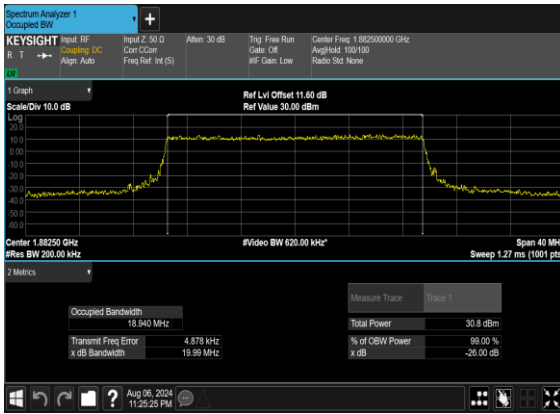 Spectrum Analyzer 1
Occupied BW
+
KEYSIGHT
R T
LXI
Input: RF
Coupling: DC
Align: Auto
Input Z: 50 Ω
Corr CCorr
Freq Ref: Int (S)
Atten: 30 dB
Trig: Free Run
Gate: Off
#IF Gain: Low
Center Freq: 1.882500000 GHz
Avg|Hold: 100/100
Radio Std: None
1 Graph
Scale/Div 10.0 dB
Ref Lvl Offset 11.60 dB
Ref Value 30.00 dBm
Log
20.0
10.0
0.00
-10.0
-20.0
-30.0
-40.0
-50.0
-60.0
Center 1.88250 GHz
#Video BW 620.00 kHz*
Span 40 MH
#Res BW 200.00 kHz
Sweep 1.27 ms (1001 pts
2 Metrics
Measure Trace Trace 1
Occupied Bandwidth
18.940 MHz
Total Power 30.8 dBm
Transmit Freq Error 4.878 kHz
% of OBW Power 99.00 %
x dB Bandwidth 19.99 MHz
x dB -26.00 dB
?
Aug 06, 2024
11:25:25 PM